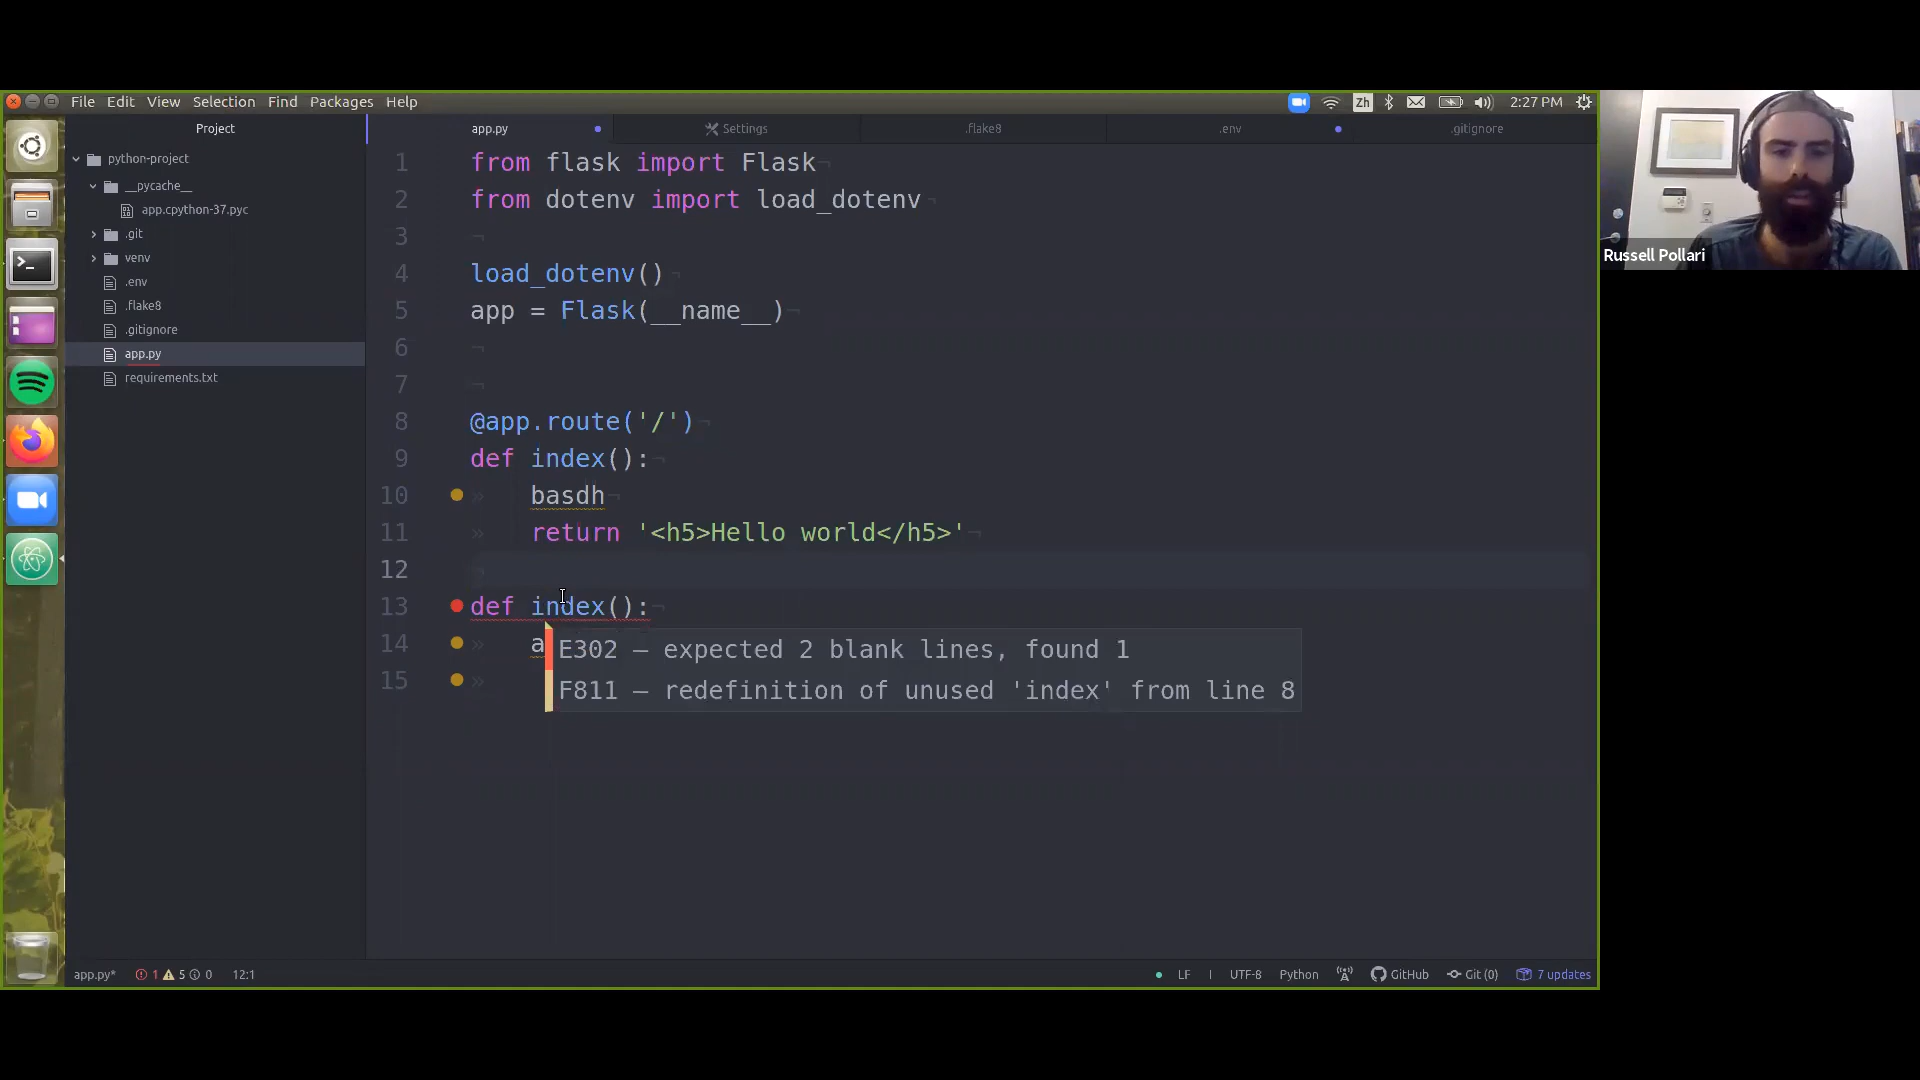 File Edit View Selection Find Packages Help
Zh
2:27 PM
Project
app.py
Settings
.flake8
.env
.gitignore
python-project
__pycache__
app.cpython-37.pyc
.git
venv
.env
.flake8
.gitignore
app.py
requirements.txt
1 from flask import Flask
2 from dotenv import load_dotenv
3
4 load_dotenv()
5 app = Flask(__name__)
6
7
8 @app.route('/')
9 def index():
10 basdh
11 return '<h5>Hello world</h5>'
12
13 def index():
14 a
15
E302 — expected 2 blank lines, found 1
F811 — redefinition of unused 'index' from line 8
app.py* 1 5 0 12:1
LF UTF-8 Python GitHub Git (0) 7 updates
Russell Pollari